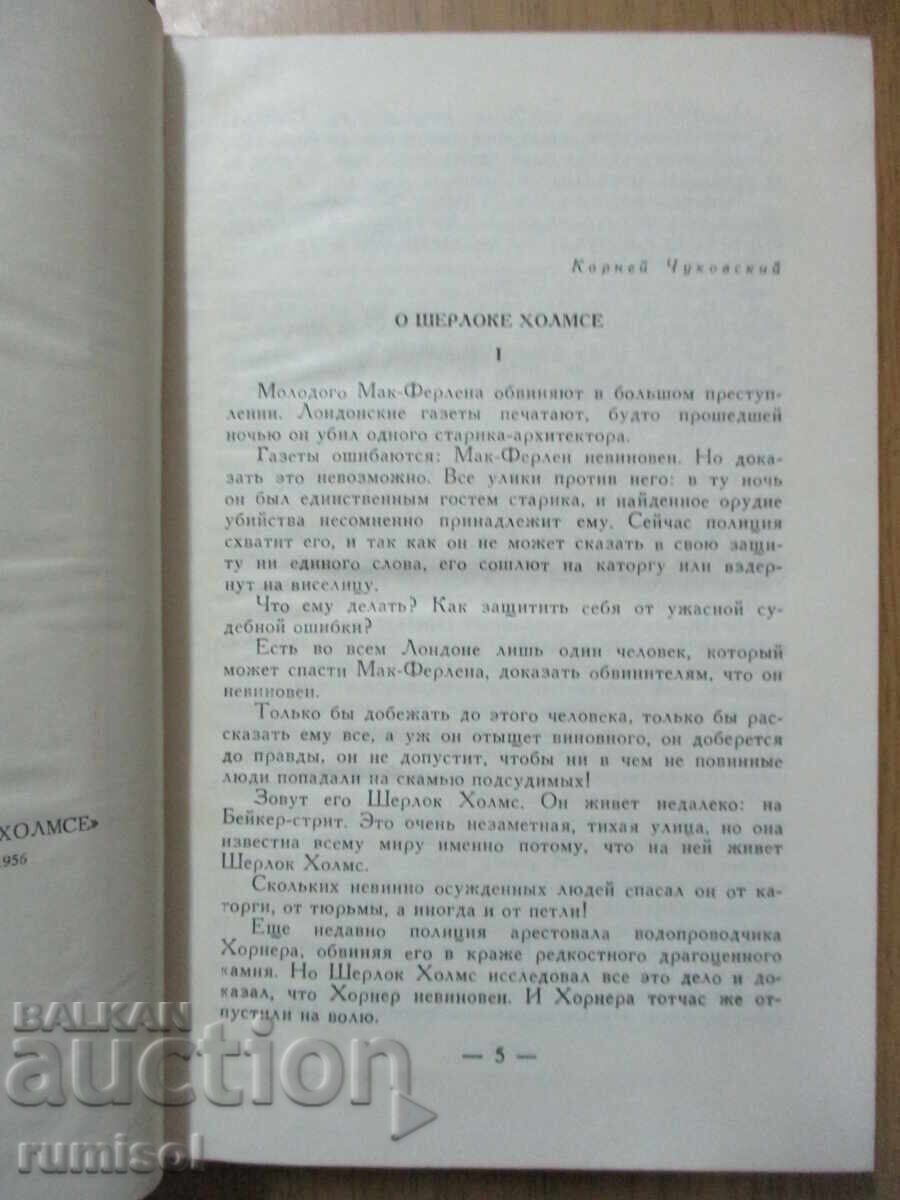 ХОЛМСЕ»
1956
Корней Чуковский
О ШЕРЛОКЕ ХОЛМСЕ
I
Молодого Мак-Ферлена обвиняют в большом преступ-
лении. Лондонские газеты печатают, будто прошедшей
ночью он убил одного старика-архитектора.
Газеты ошибаются: Мак-Ферлен невиновен. Но дока-
зать это невозможно. Все улики против него: в ту ночь
он был единственным гостем старика, и найденное орудие
убийства несомненно принадлежит ему. Сейчас полиция
схватит его, и так как он не может сказать в свою защи-
ту ни единого слова, его сошлют на каторгу или вздер-
нут на виселицу.
Что ему делать? Как защитить себя от ужасной су-
дебной ошибки?
Есть во всем Лондоне лишь один человек, который
может спасти Мак-Ферлена, доказать обвинителям, что он
невиновен.
Только бы добежать до этого человека, только бы рас-
сказать ему все, а уж он отыщет виновного, он доберется
до правды, он не допустит, чтобы ни в чем не повинные
люди попадали на скамью подсудимых!
Зовут его Шерлок Холмс. Он живет недалеко: на
Бейкер-стрит. Это очень незаметная, тихая улица, но она
известна всему миру именно потому, что на ней живет
Шерлок Холмс.
Скольких невинно осужденных людей спасал он от ка-
торги, от тюрьмы, а иногда и от петли!
Еще недавно полиция арестовала водопроводчика
Хорнера, обвиняя его в краже редкостного драгоценного
камня. Но Шерлок Холмс исследовал все это дело и до-
казал, что Хорнер невиновен. И Хорнера тотчас же от-
пустили на волю.
— 5 —
BALKAN
auction
rumisol